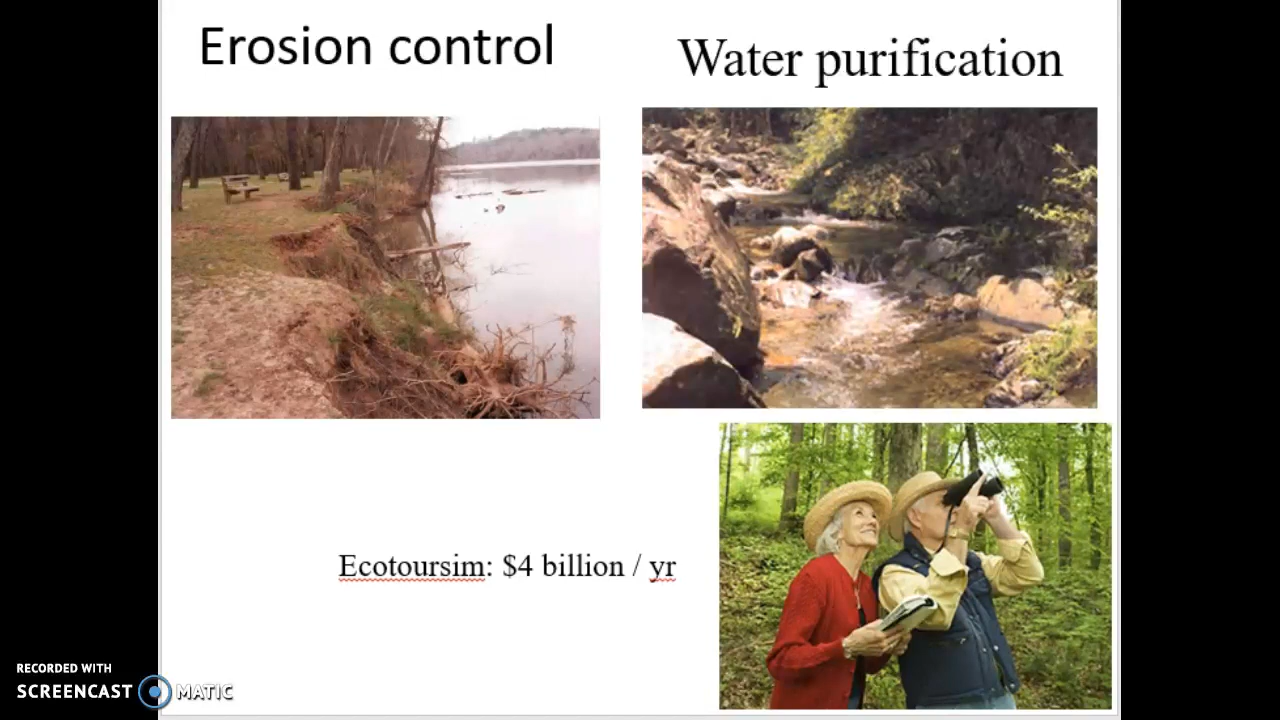 Erosion control
Water purification
Ecotoursim: $4 billion / yr
RECORDED WITH
SCREENCAST MATIC